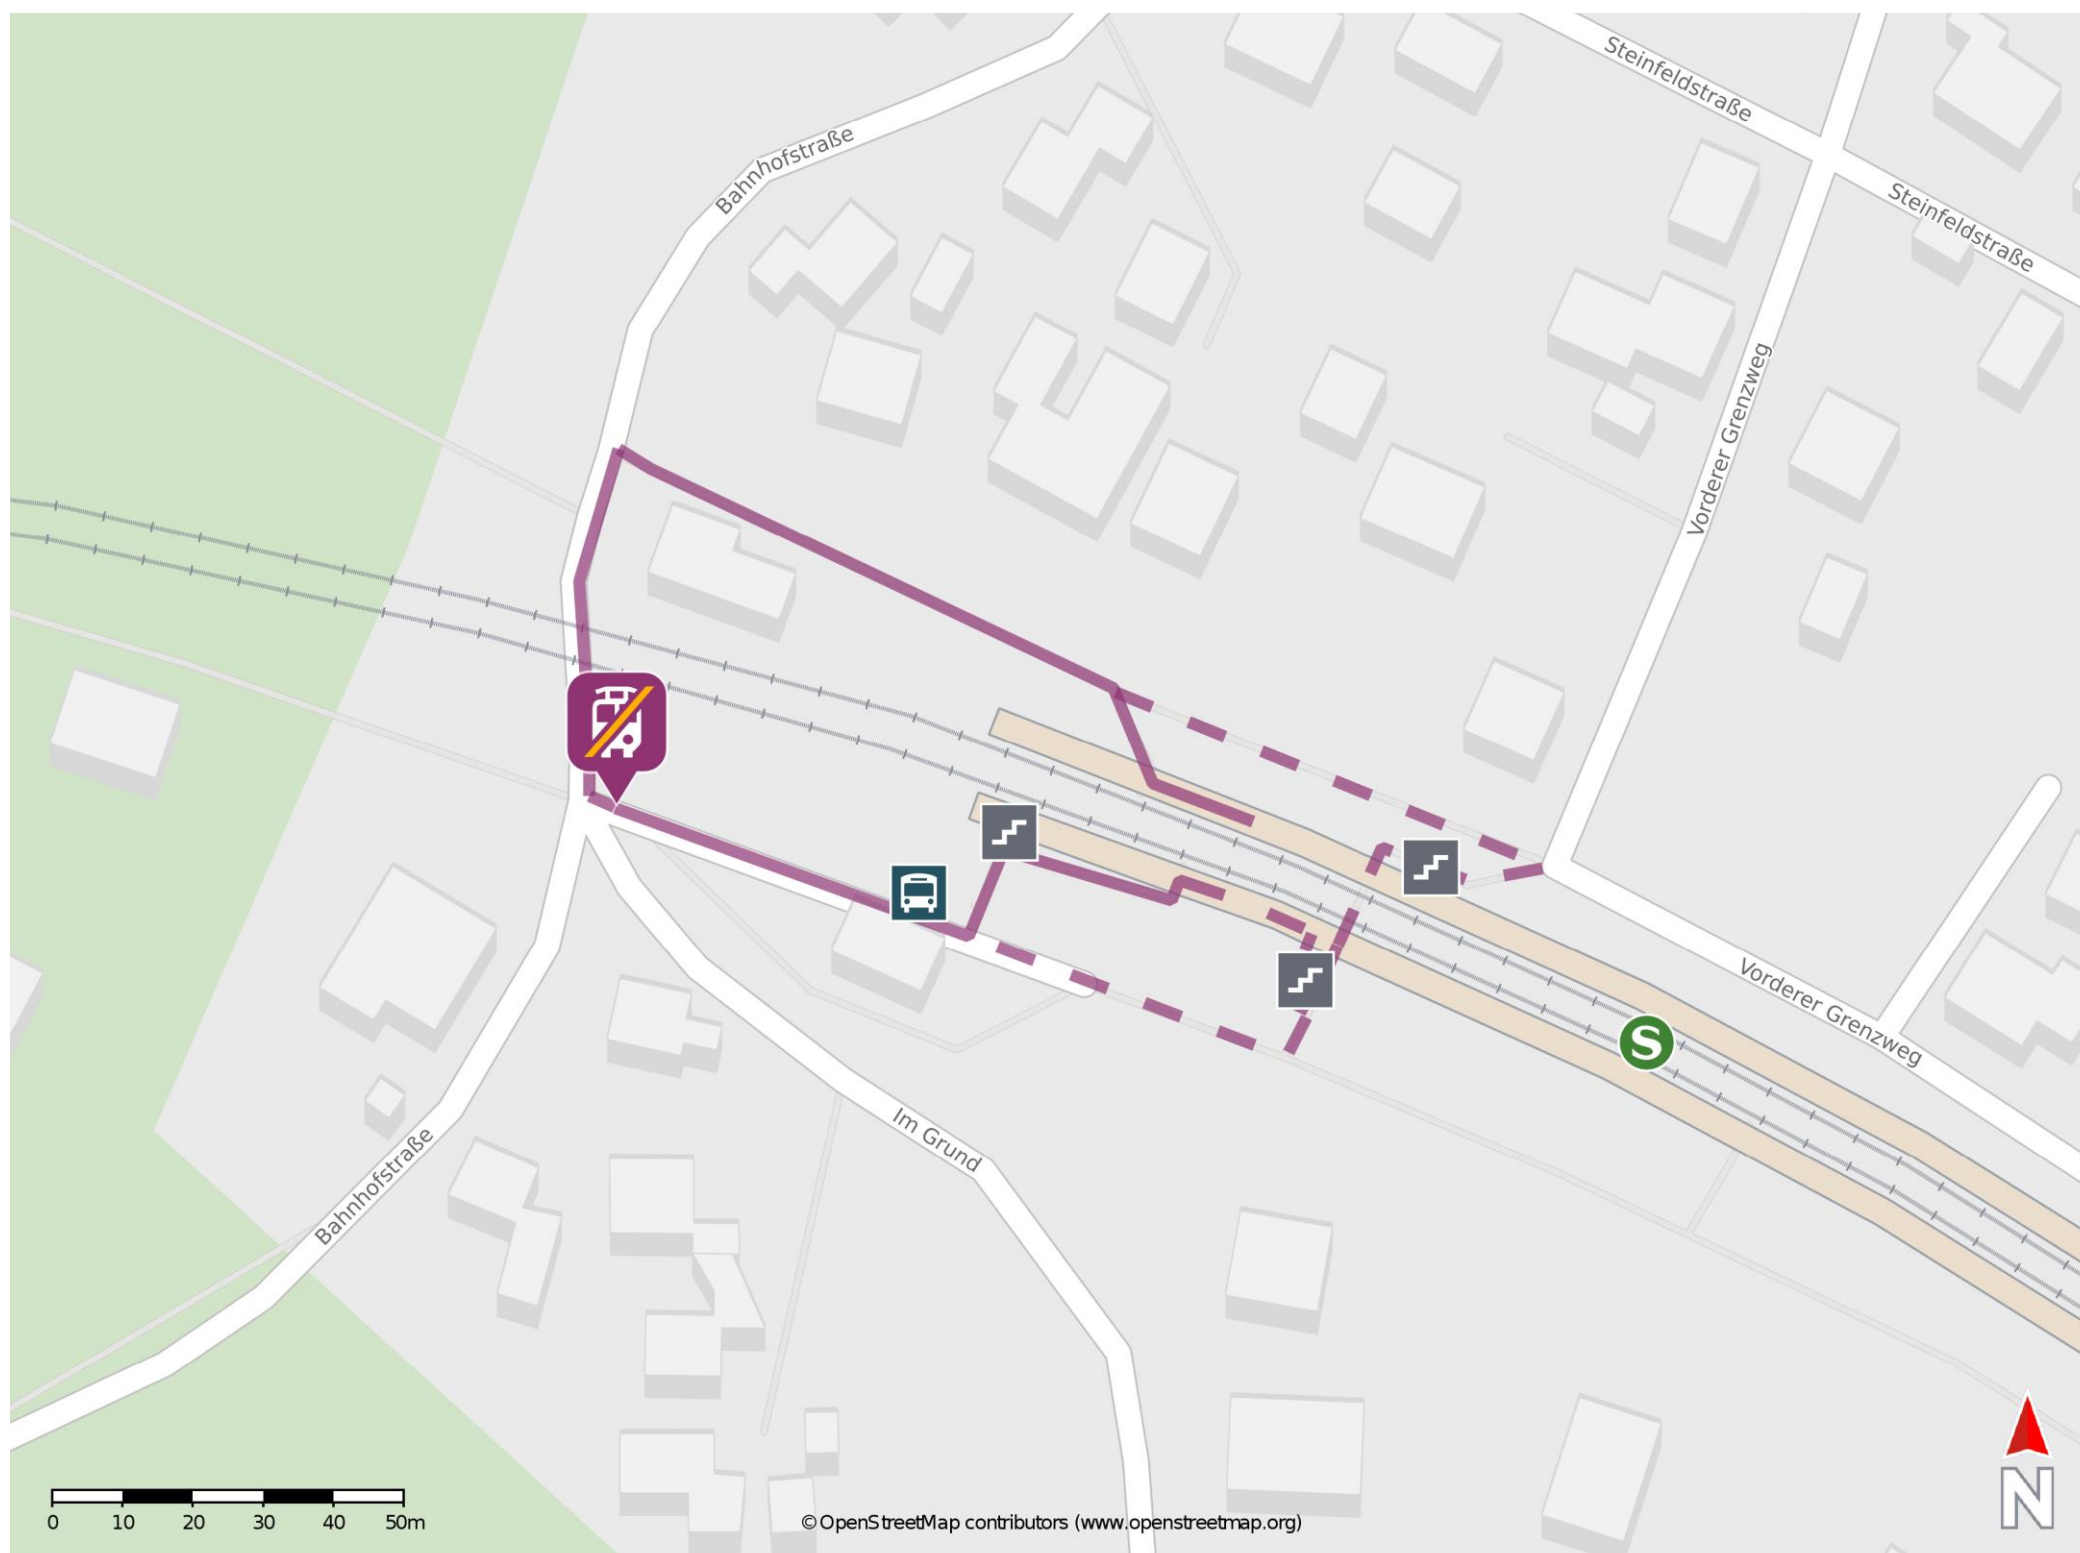 Steinfeldstraße
Bahnhofstraße
Steinfeldstraße
Vorderer Grenzweg
Vorderer Grenzweg
S
Im Grund
Bahnhofstraße
0 10 20 30 40 50m
© OpenStreetMap contributors (www.openstreetmap.org)
N